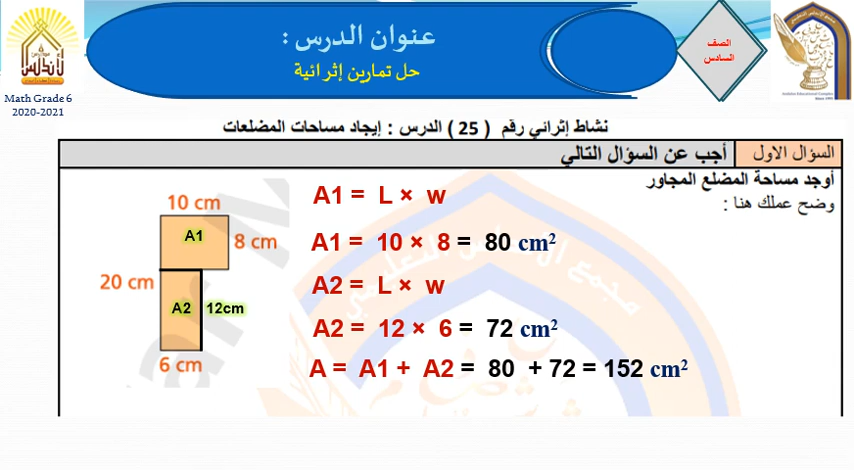 عنوان الدرس :
حل تمارين إثرائية
الصف
السادس
الأندلس
Math Grade 6
2020-2021
نشاط إثرائي رقم ( 25 ) الدرس : إيجاد مساحات المضلعات
السؤال الاول أجب عن السؤال التالي
أوجد مساحة المضلع المجاور
وضح عملك هنا :
10 cm
A1
8 cm
20 cm
A2
12cm
6 cm
A1 = L × w
A1 = 10 × 8 = 80 cm²
A2 = L × w
A2 = 12 × 6 = 72 cm²
A = A1 + A2 = 80 + 72 = 152 cm²